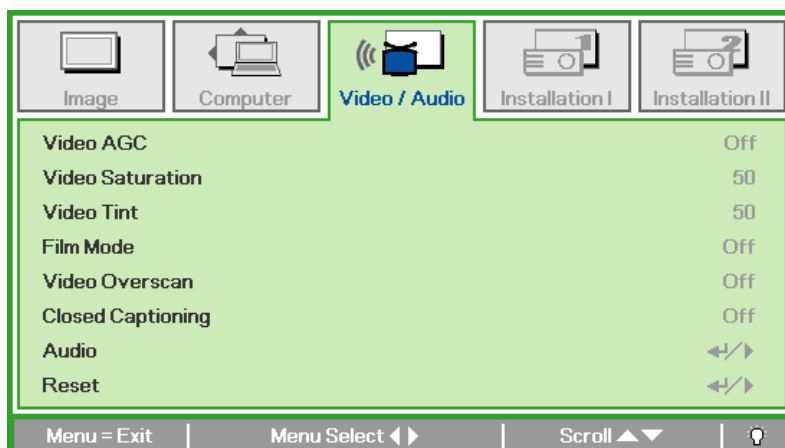 Image Computer Video / Audio Installation I Installation II
Video AGC Off
Video Saturation 50
Video Tint 50
Film Mode Off
Video Overscan Off
Closed Captioning Off
Audio
Reset
Menu = Exit Menu Select Scroll